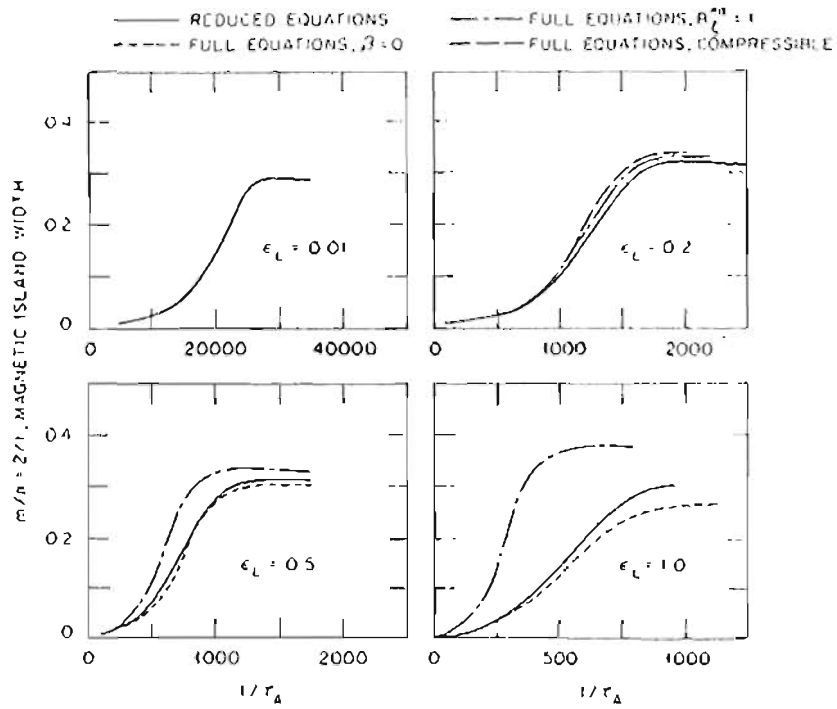 REDUCED EQUATIONS
FULL EQUATIONS, β=0
FULL EQUATIONS,
FULL EQUATIONS, COMPRESSIBLE
m/n = 2/1, MAGNETIC ISLAND WIDTH
0.4
0.2
0
ε_L = 0.01
0
20000
40000
ε_L = 0.2
0
1000
2000
0.4
0.2
0
ε_L = 0.5
0
1000
2000
t/τ_A
ε_L = 1.0
0
500
1000
t/τ_A